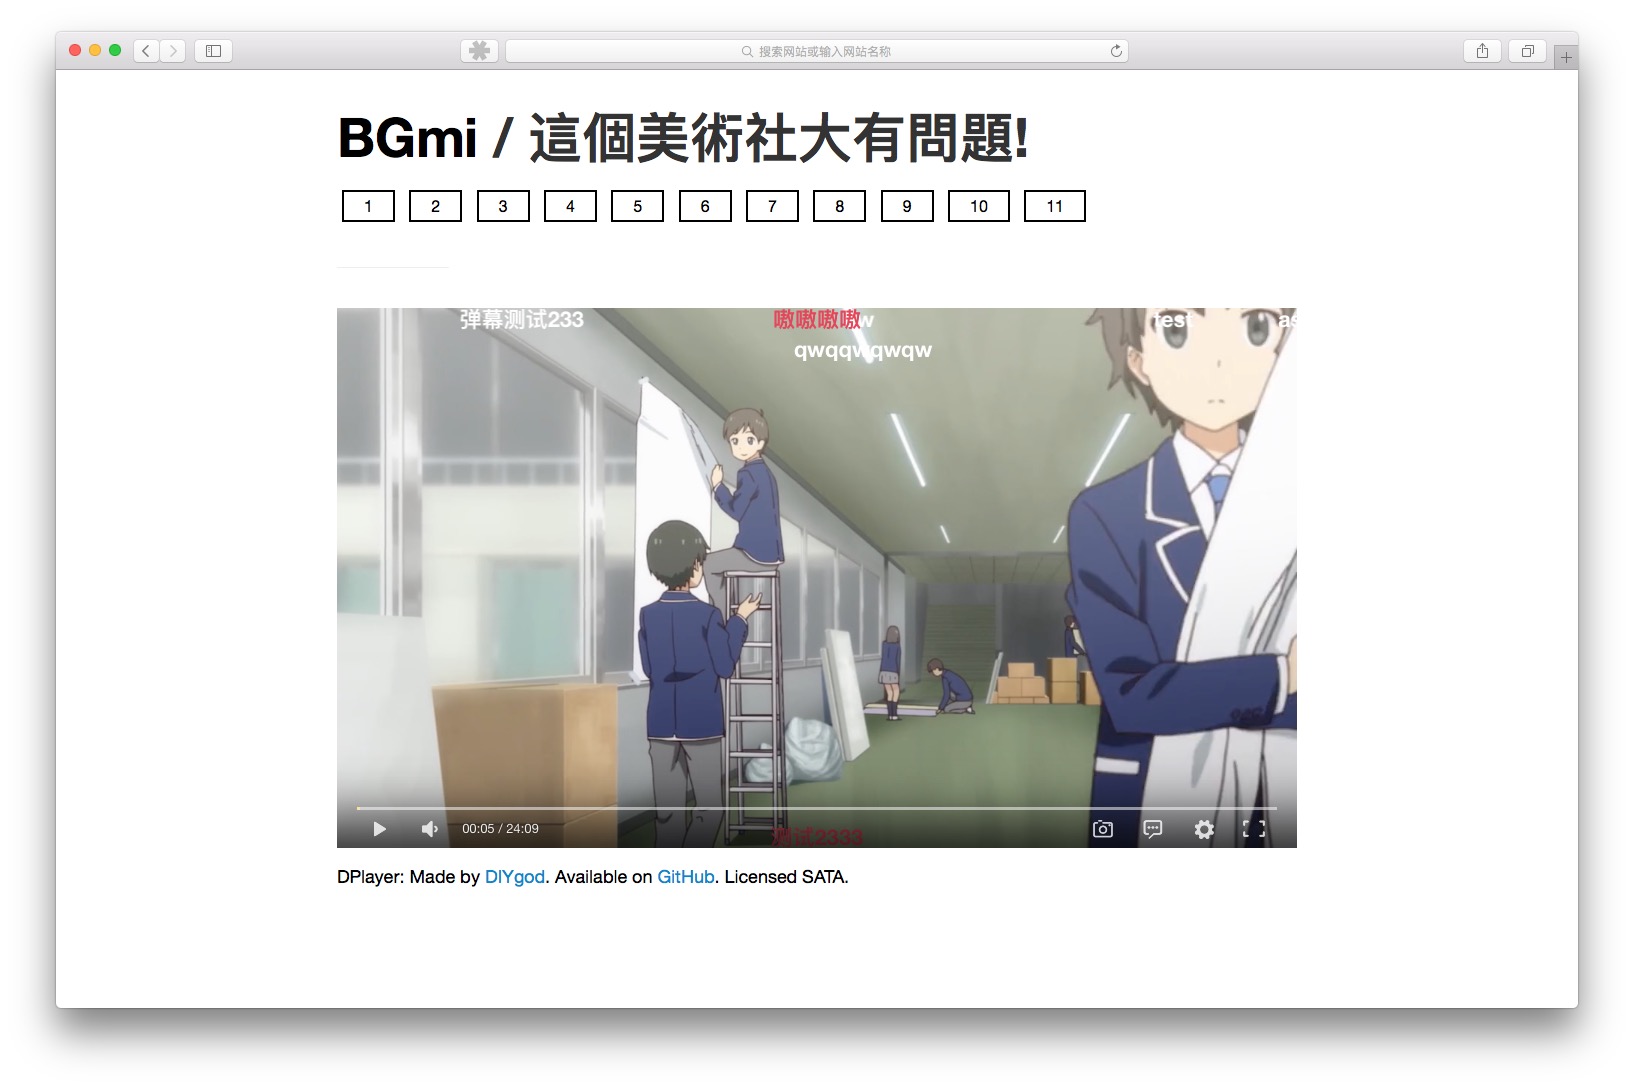 搜索网站或输入网站名称
BGmi / 這個美術社大有問題!
1 2 3 4 5 6 7 8 9 10 11
弹幕测试233 嗷嗷嗷嗷w test as
qwqqwqwqw
测试2333
00:05 / 24:09
DPlayer: Made by DIYgod. Available on GitHub. Licensed SATA.